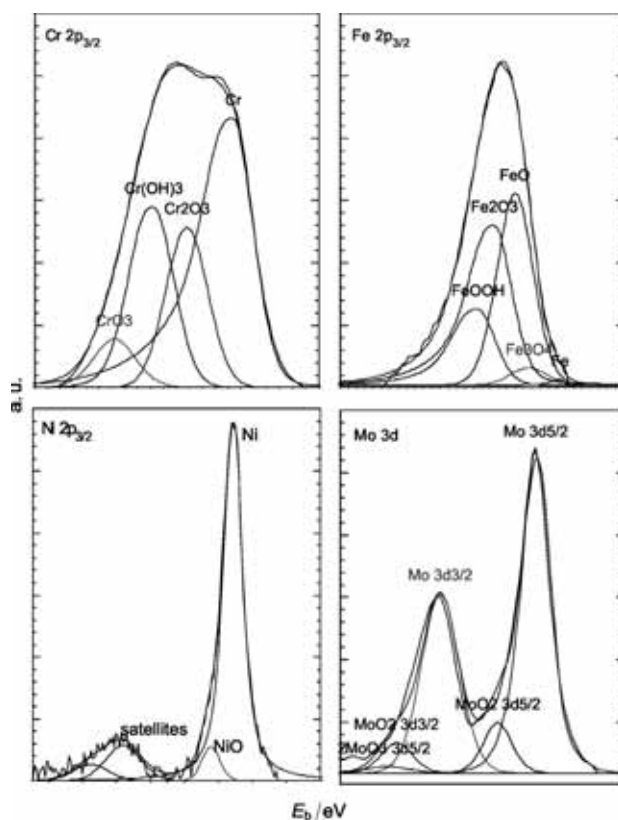 Cr 2p3/2
Cr
Cr(OH)3
Cr2O3
CrO3
Fe 2p3/2
FeO
Fe2O3
FeOOH
Fe3O4
Fe
a. u.
N 2p3/2
Ni
satellites
NiO
Mo 3d
Mo 3d5/2
Mo 3d3/2
MoO2 3d5/2
MoO2 3d3/2
3d5/2
Eb/eV